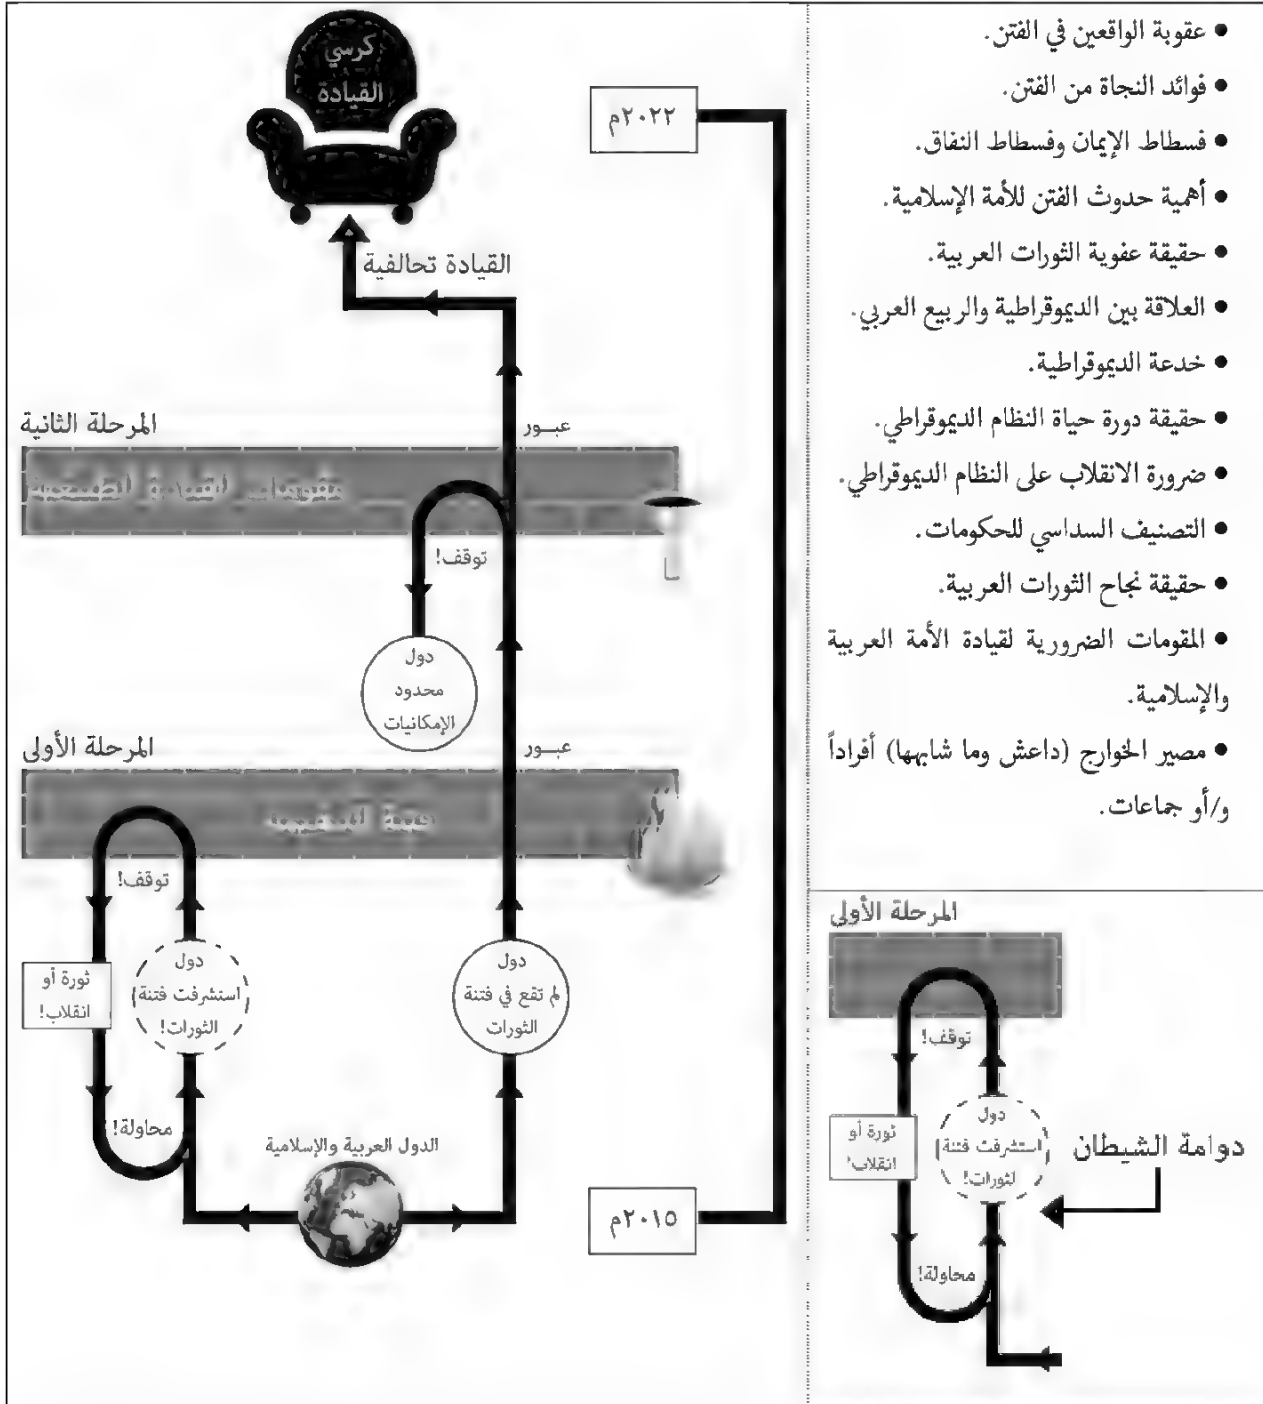 ● عقوبة الواقعين في الفتن.
● فوائد النجاة من الفتن.
● فسطاط الإيمان وفسطاط النفاق.
● أهمية حدوث الفتن للأمة الإسلامية.
● حقيقة عفوية الثورات العربية.
● العلاقة بين الديموقراطية والربيع العربي.
● خدعة الديموقراطية.
● حقيقة دورة حياة النظام الديموقراطي.
● ضرورة الانقلاب على النظام الديموقراطي.
● التصنيف السداسي للحكومات.
● حقيقة نجاح الثورات العربية.
● المقومات الضرورية لقيادة الأمة العربية
والإسلامية.
● مصير الخوارج (داعش وما شابهها) أفراداً
و/أو جماعات.
المرحلة الأولى
توقف!
دول
استشرفت فتنة
لثورات!
ثورة أو
انقلاب!
محاولة!
دوامة الشيطان
كرسي
القيادة
٢٠٢٢م
القيادة تحالفية
المرحلة الثانية
عبــور
توقف!
دول
محدود
الإمكانيات
المرحلة الأولى
عبــور
توقف!
دول
لم تقع في فتنة
الثورات
دول
استشرفت فتنة
الثورات!
ثورة أو
انقلاب!
محاولة!
الدول العربية والإسلامية
٢٠١٥م